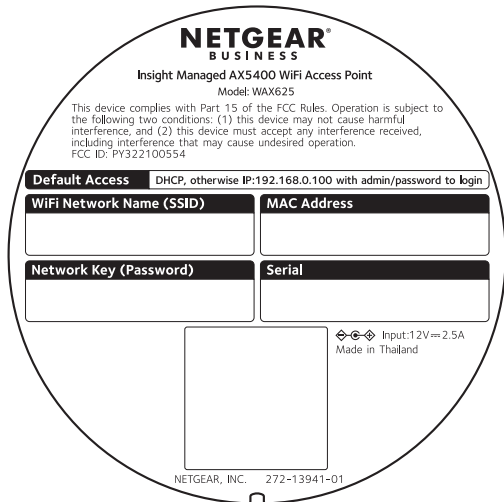 NETGEAR®
BUSINESS
Insight Managed AX5400 WiFi Access Point
Model: WAX625
This device complies with Part 15 of the FCC Rules. Operation is subject to
the following two conditions: (1) this device may not cause harmful
interference, and (2) this device must accept any interference received,
including interference that may cause undesired operation.
FCC ID: PY322100554
Default Access DHCP, otherwise IP:192.168.0.100 with admin/password to login
WiFi Network Name (SSID) MAC Address
Network Key (Password) Serial
Input:12V⎓2.5A
Made in Thailand
NETGEAR, INC. 272-13941-01